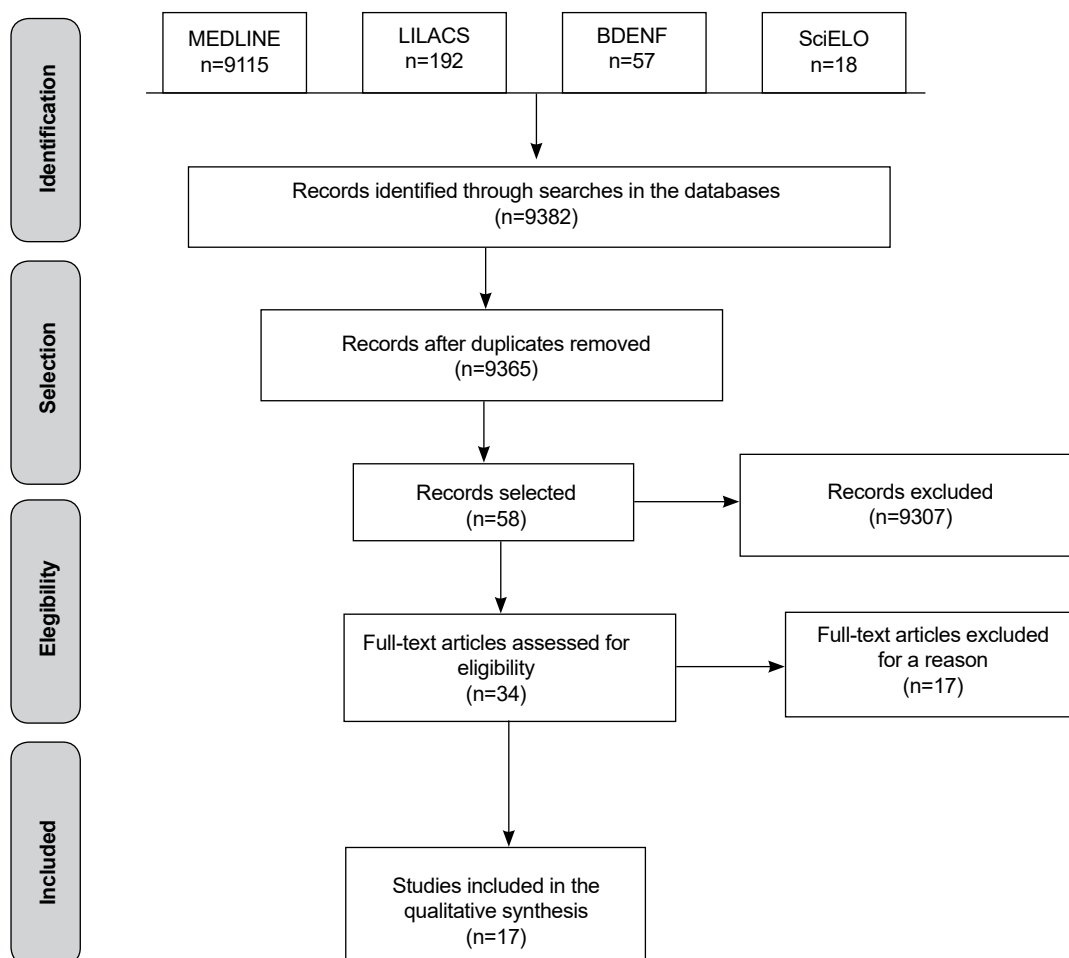 Identification
MEDLINE
n=9115
LILACS
n=192
BDENF
n=57
SciELO
n=18
Records identified through searches in the databases
(n=9382)
Selection
Records after duplicates removed
(n=9365)
Records selected
(n=58)
Records excluded
(n=9307)
Elegibility
Full-text articles assessed for
eligibility
(n=34)
Full-text articles excluded
for a reason
(n=17)
Included
Studies included in the
qualitative synthesis
(n=17)